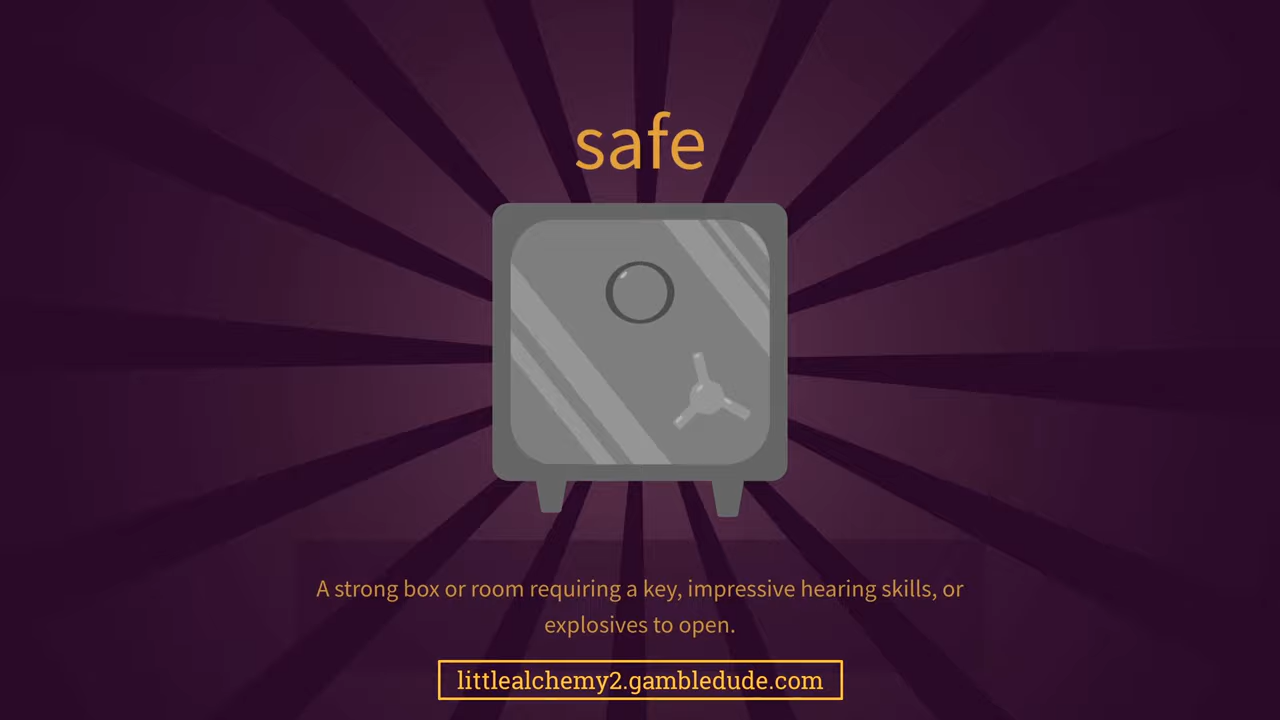 safe
A strong box or room requiring a key, impressive hearing skills, or
explosives to open.
littlealchemy2.gambledude.com